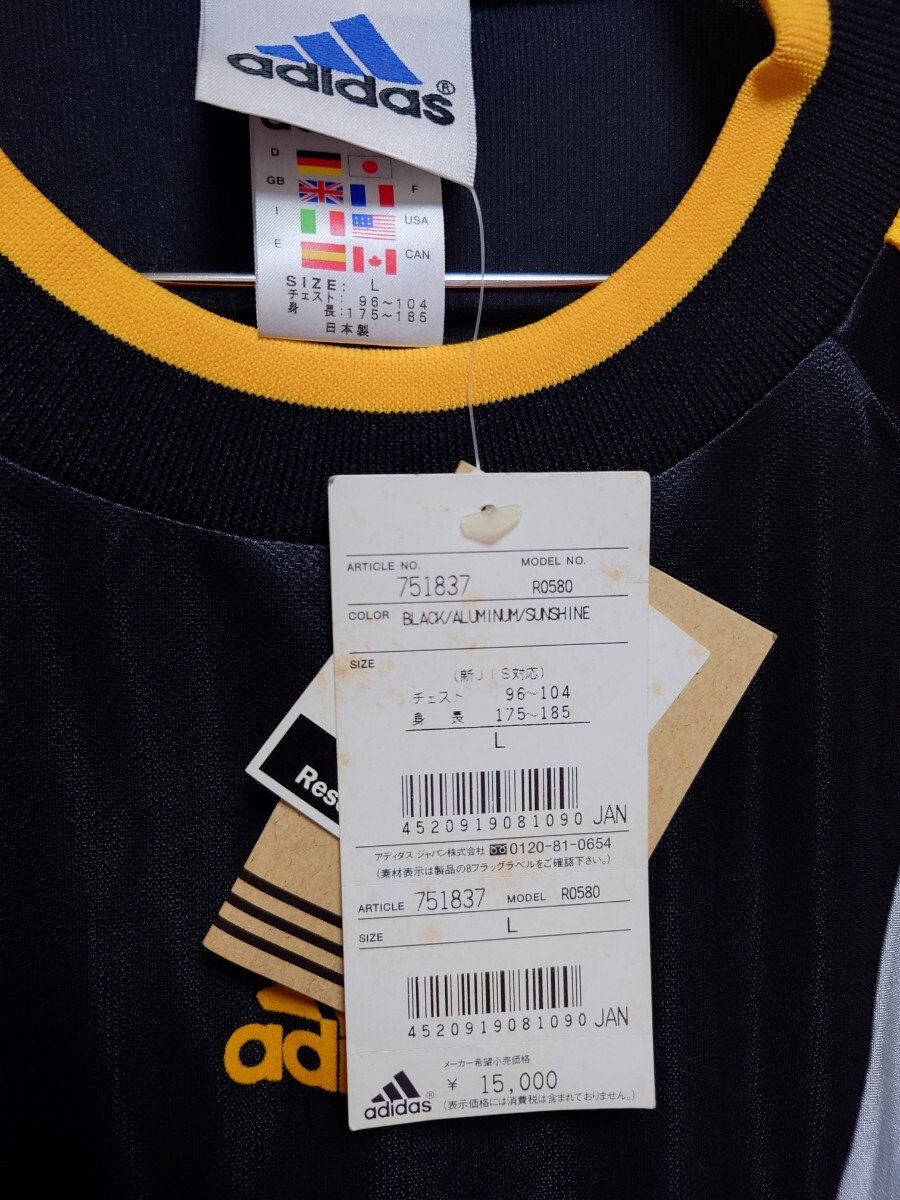 adidas®
D
GB
F
I
USA
E
CAN
SIZE: L
チェスト: 96~104
身 長:175~185
日本製
ARTICLE NO. MODEL NO.
751837 R0580
COLOR BLACK/ALUMINUM/SUNSHINE
SIZE
(新JIS対応)
チェスト 96~104
身 長 175~185
L
4520919081090 JAN
アディダス ジャパン株式会社 0120-81-0654
(素材表示は製品の8フラッグラベルをご確認下さい。)
ARTICLE 751837 MODEL R0580
SIZE L
4520919081090 JAN
メーカー希望小売価格
¥ 15,000
(表示価格には消費税は含まれておりません。)
adidas®